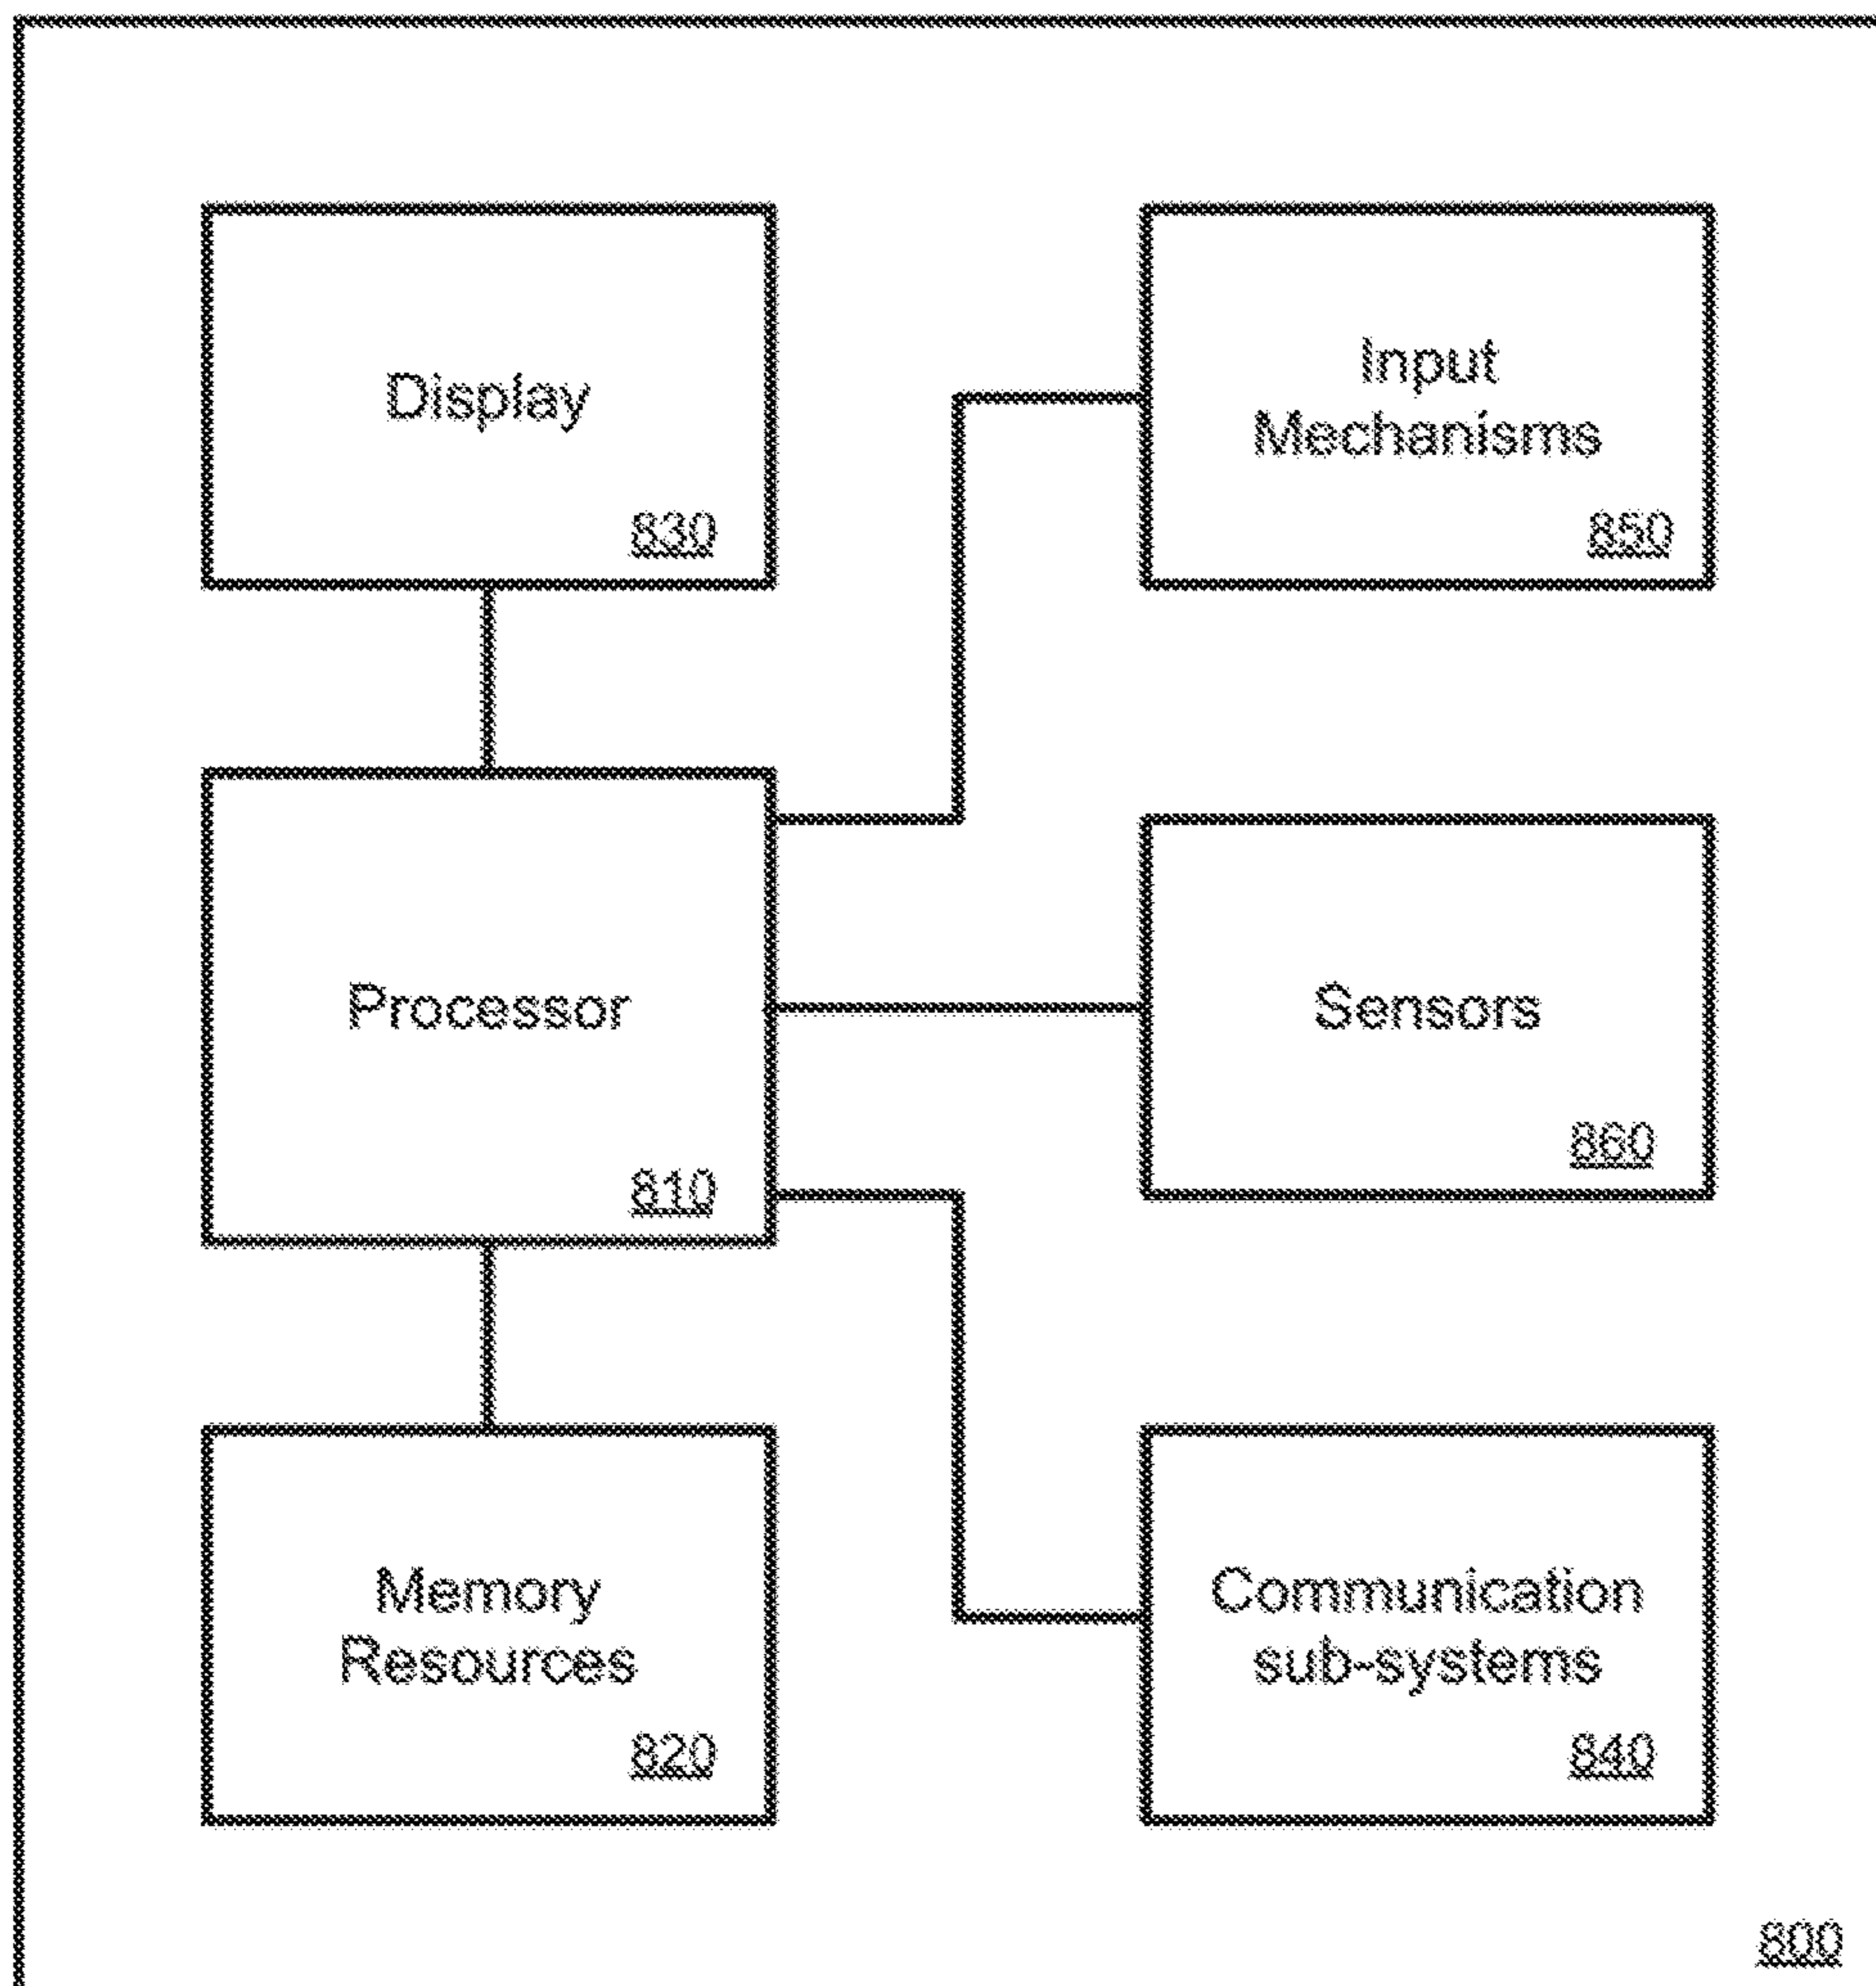 Display
830
Input
Mechanisms
850
Processor
810
Sensors
860
Memory
Resources
820
Communication
sub-systems
840
800